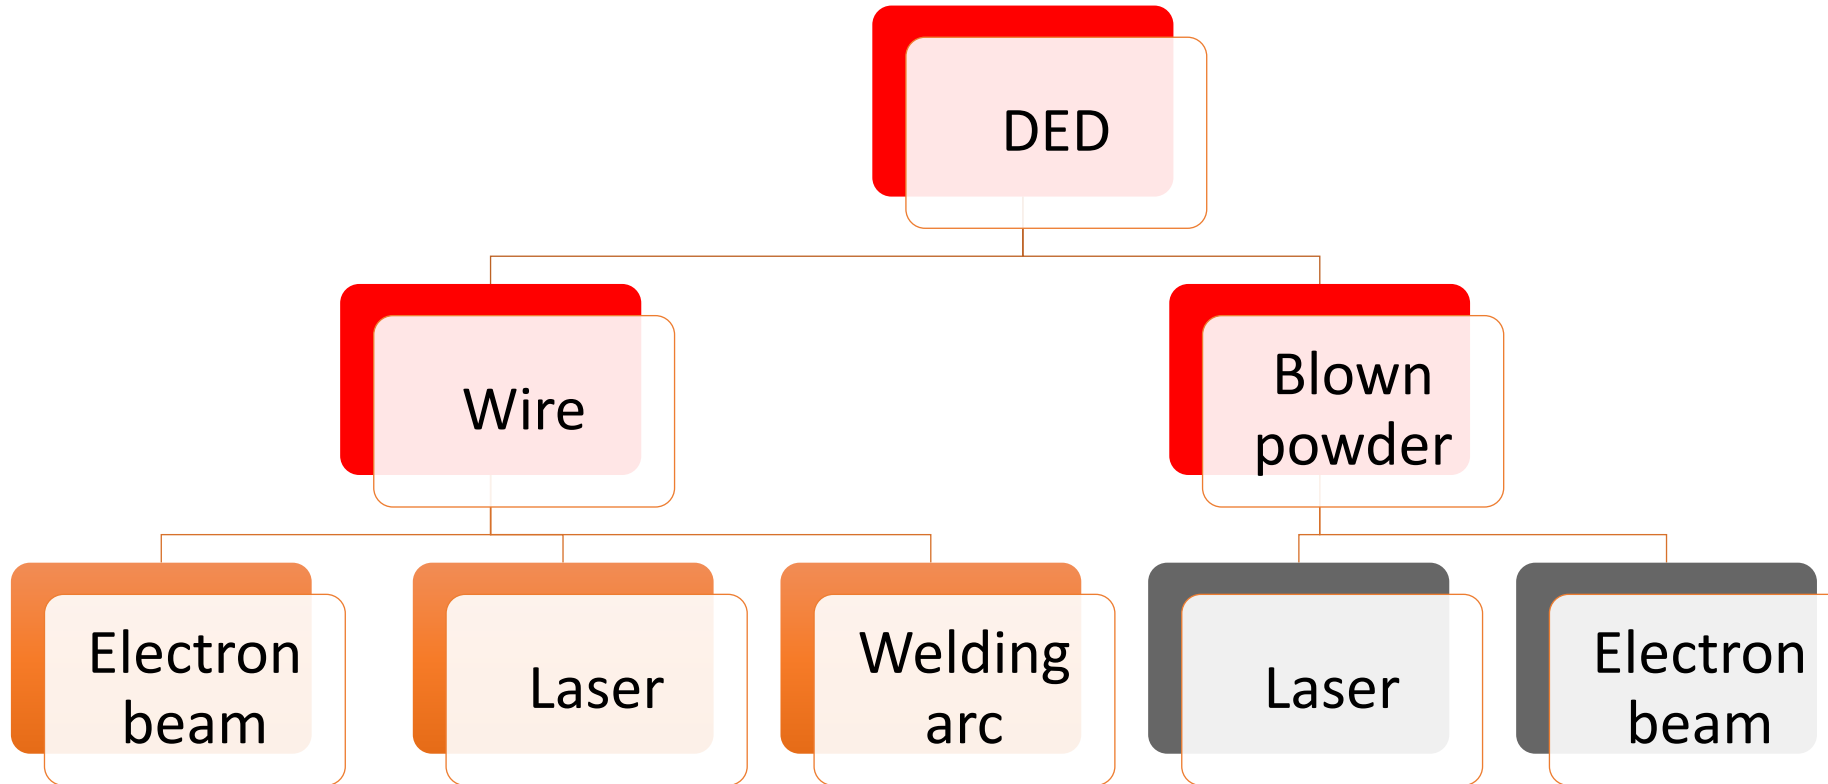 DED
Wire
Blown
powder
Electron
beam
Laser
Welding
arc
Laser
Electron
beam